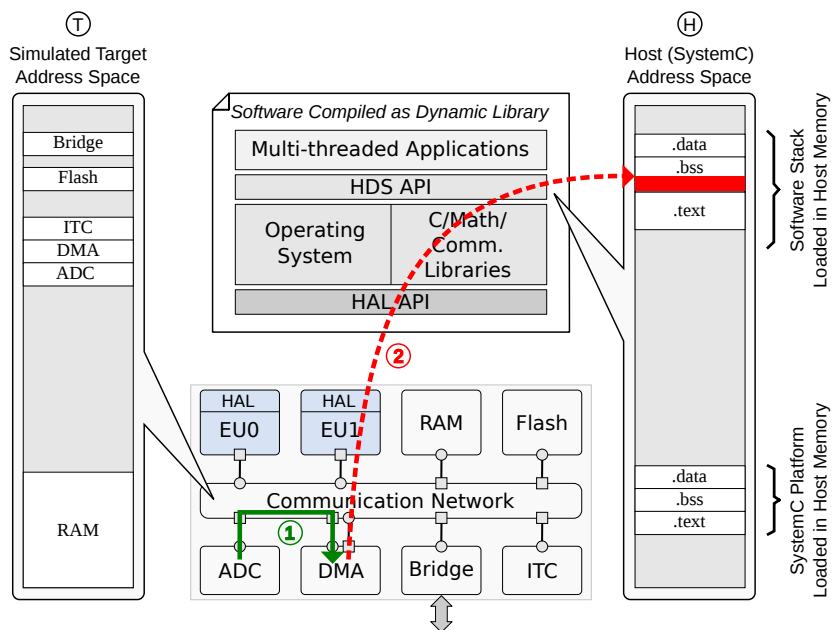 T
Simulated Target
Address Space
Bridge
Flash
ITC
DMA
ADC
RAM
Software Compiled as Dynamic Library
Multi-threaded Applications
HDS API
Operating
System
C/Math/
Comm.
Libraries
HAL API
2
HAL
EU0
HAL
EU1
RAM
Flash
Communication Network
1
ADC
DMA
Bridge
ITC
H
Host (SystemC)
Address Space
.data
.bss
.text
.data
.bss
.text
Software Stack
Loaded in Host Memory
SystemC Platform
Loaded in Host Memory